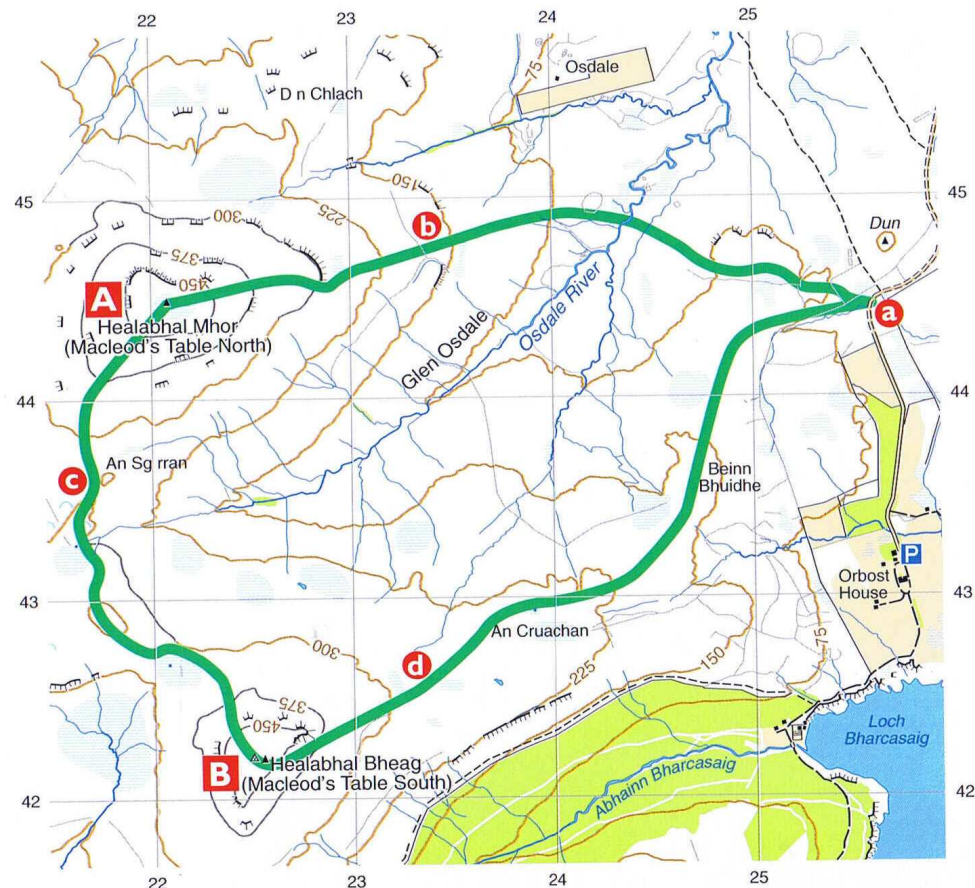 22
23
24
25
D n Chlach
75
Osdale
45
150
45
300
225
b
Dun
375
450
A
a
Healabhal Mhor
(Macleod's Table North)
Glen Osdale
Osdale River
44
44
An Sg rran
c
Beinn
Bhuidhe
P
Orbost
House
43
43
An Cruachan
300
d
225
150
75
375
450
Loch
Bharcasaig
B
Healabhal Bheag
(Macleod's Table South)
Abhainn Bharcasaig
42
42
22
23
24
25